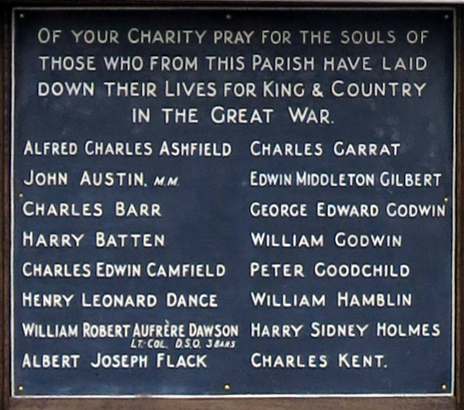 OF YOUR CHARITY PRAY FOR THE SOULS OF
THOSE WHO FROM THIS PARISH HAVE LAID
DOWN THEIR LIVES FOR KING & COUNTRY
IN THE GREAT WAR.
ALFRED CHARLES ASHFIELD
JOHN AUSTIN. M.M.
CHARLES BARR
HARRY BATTEN
CHARLES EDWIN CAMFIELD
HENRY LEONARD DANCE
WILLIAM ROBERT AUFRÈRE DAWSON
LT. COL. D.S.O. 3 BARS
ALBERT JOSEPH FLACK
CHARLES GARRAT
EDWIN MIDDLETON GILBERT
GEORGE EDWARD GODWIN
WILLIAM GODWIN
PETER GOODCHILD
WILLIAM HAMBLIN
HARRY SIDNEY HOLMES
CHARLES KENT.